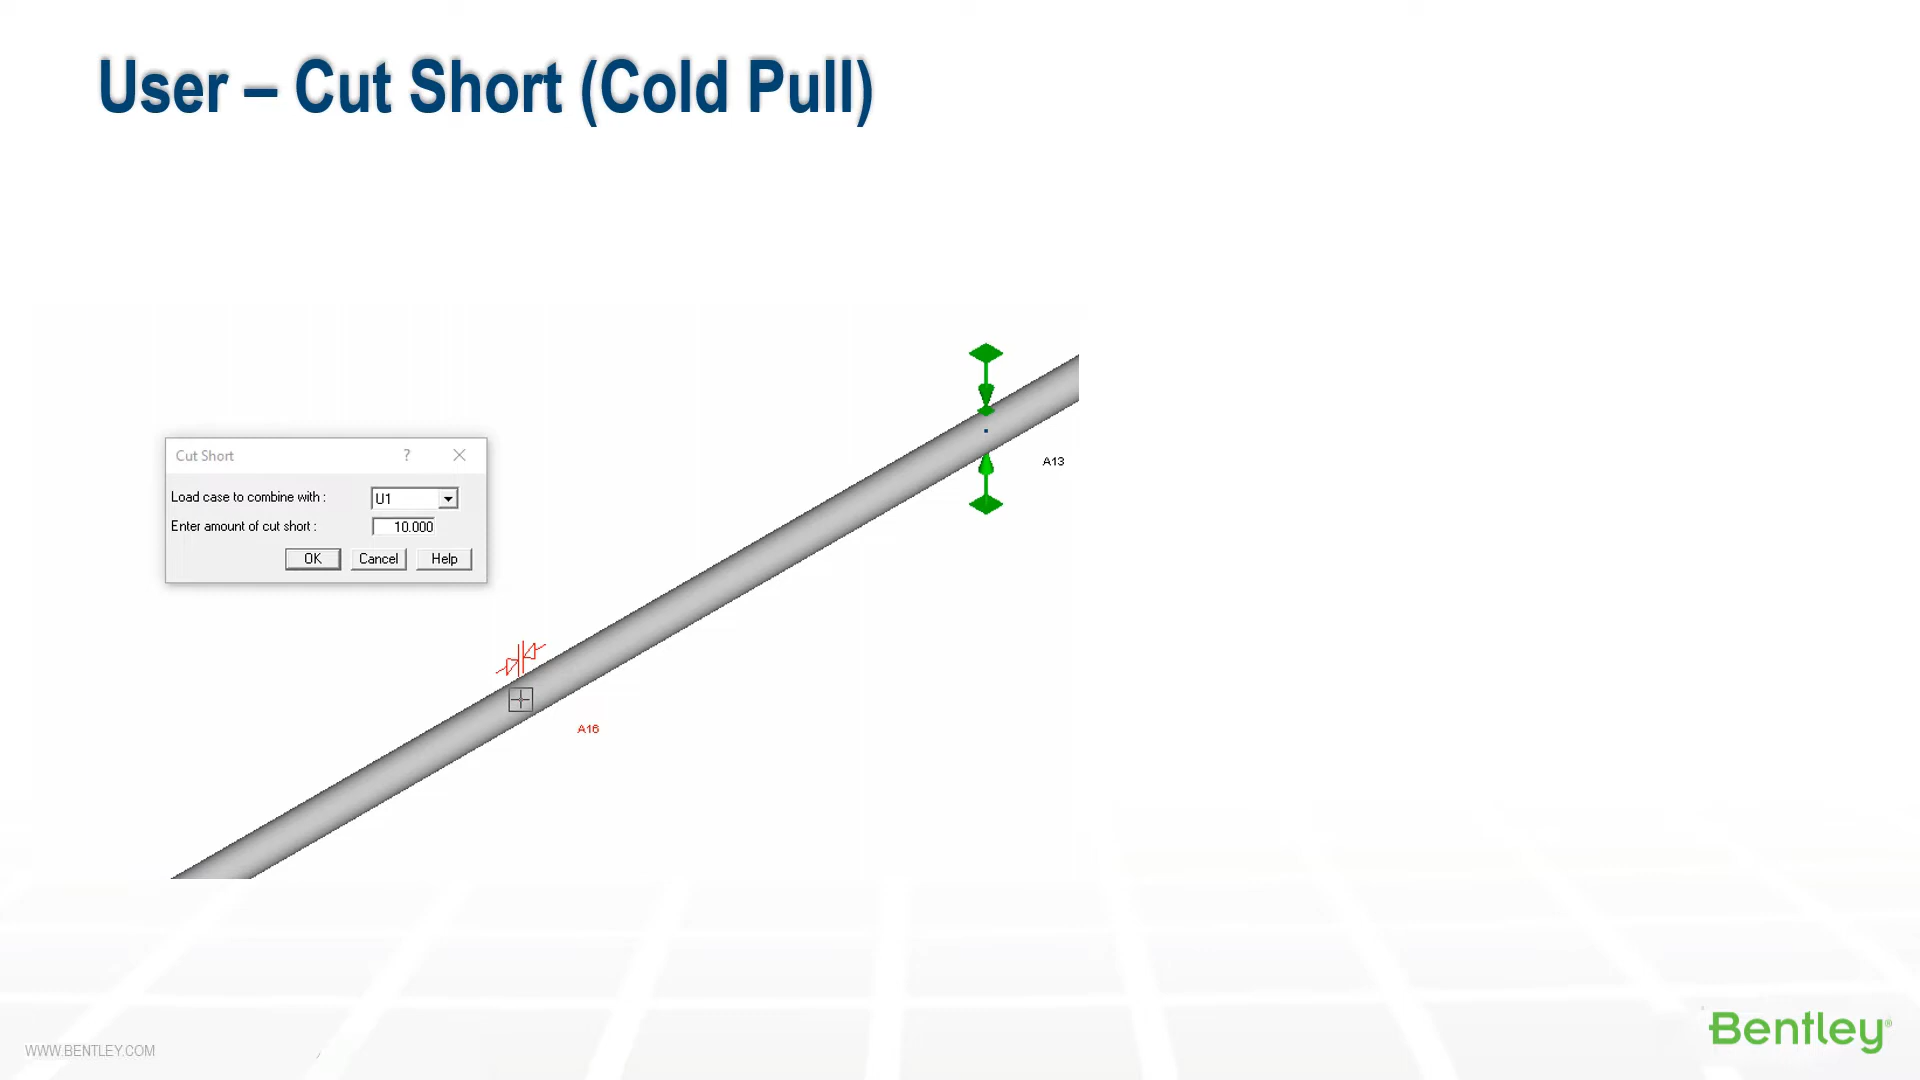 User – Cut Short (Cold Pull)
Cut Short ?
Load case to combine with : U1
Enter amount of cut short : 10.000
OK Cancel Help
A13
A16
WWW.BENTLEY.COM
Bentley®